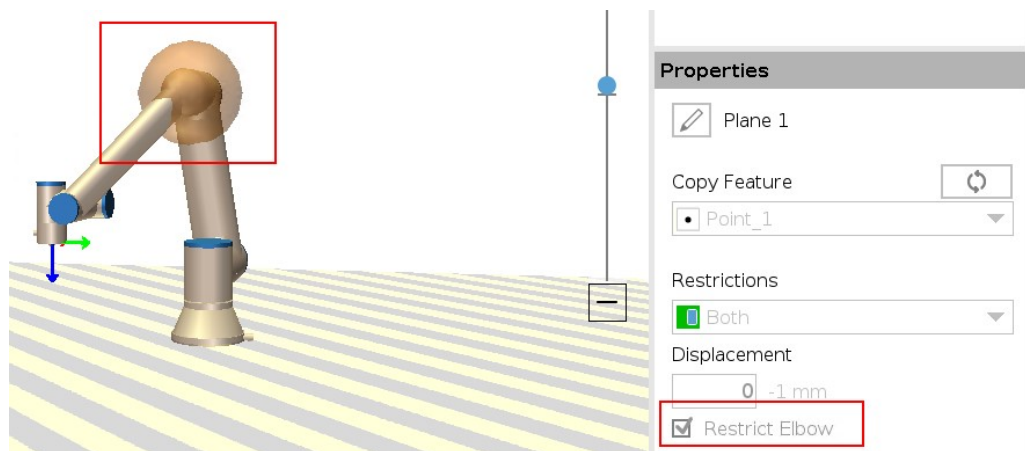 Properties
Plane 1
Copy Feature
Point_1
Restrictions
Both
Displacement
0 -1 mm
Restrict Elbow